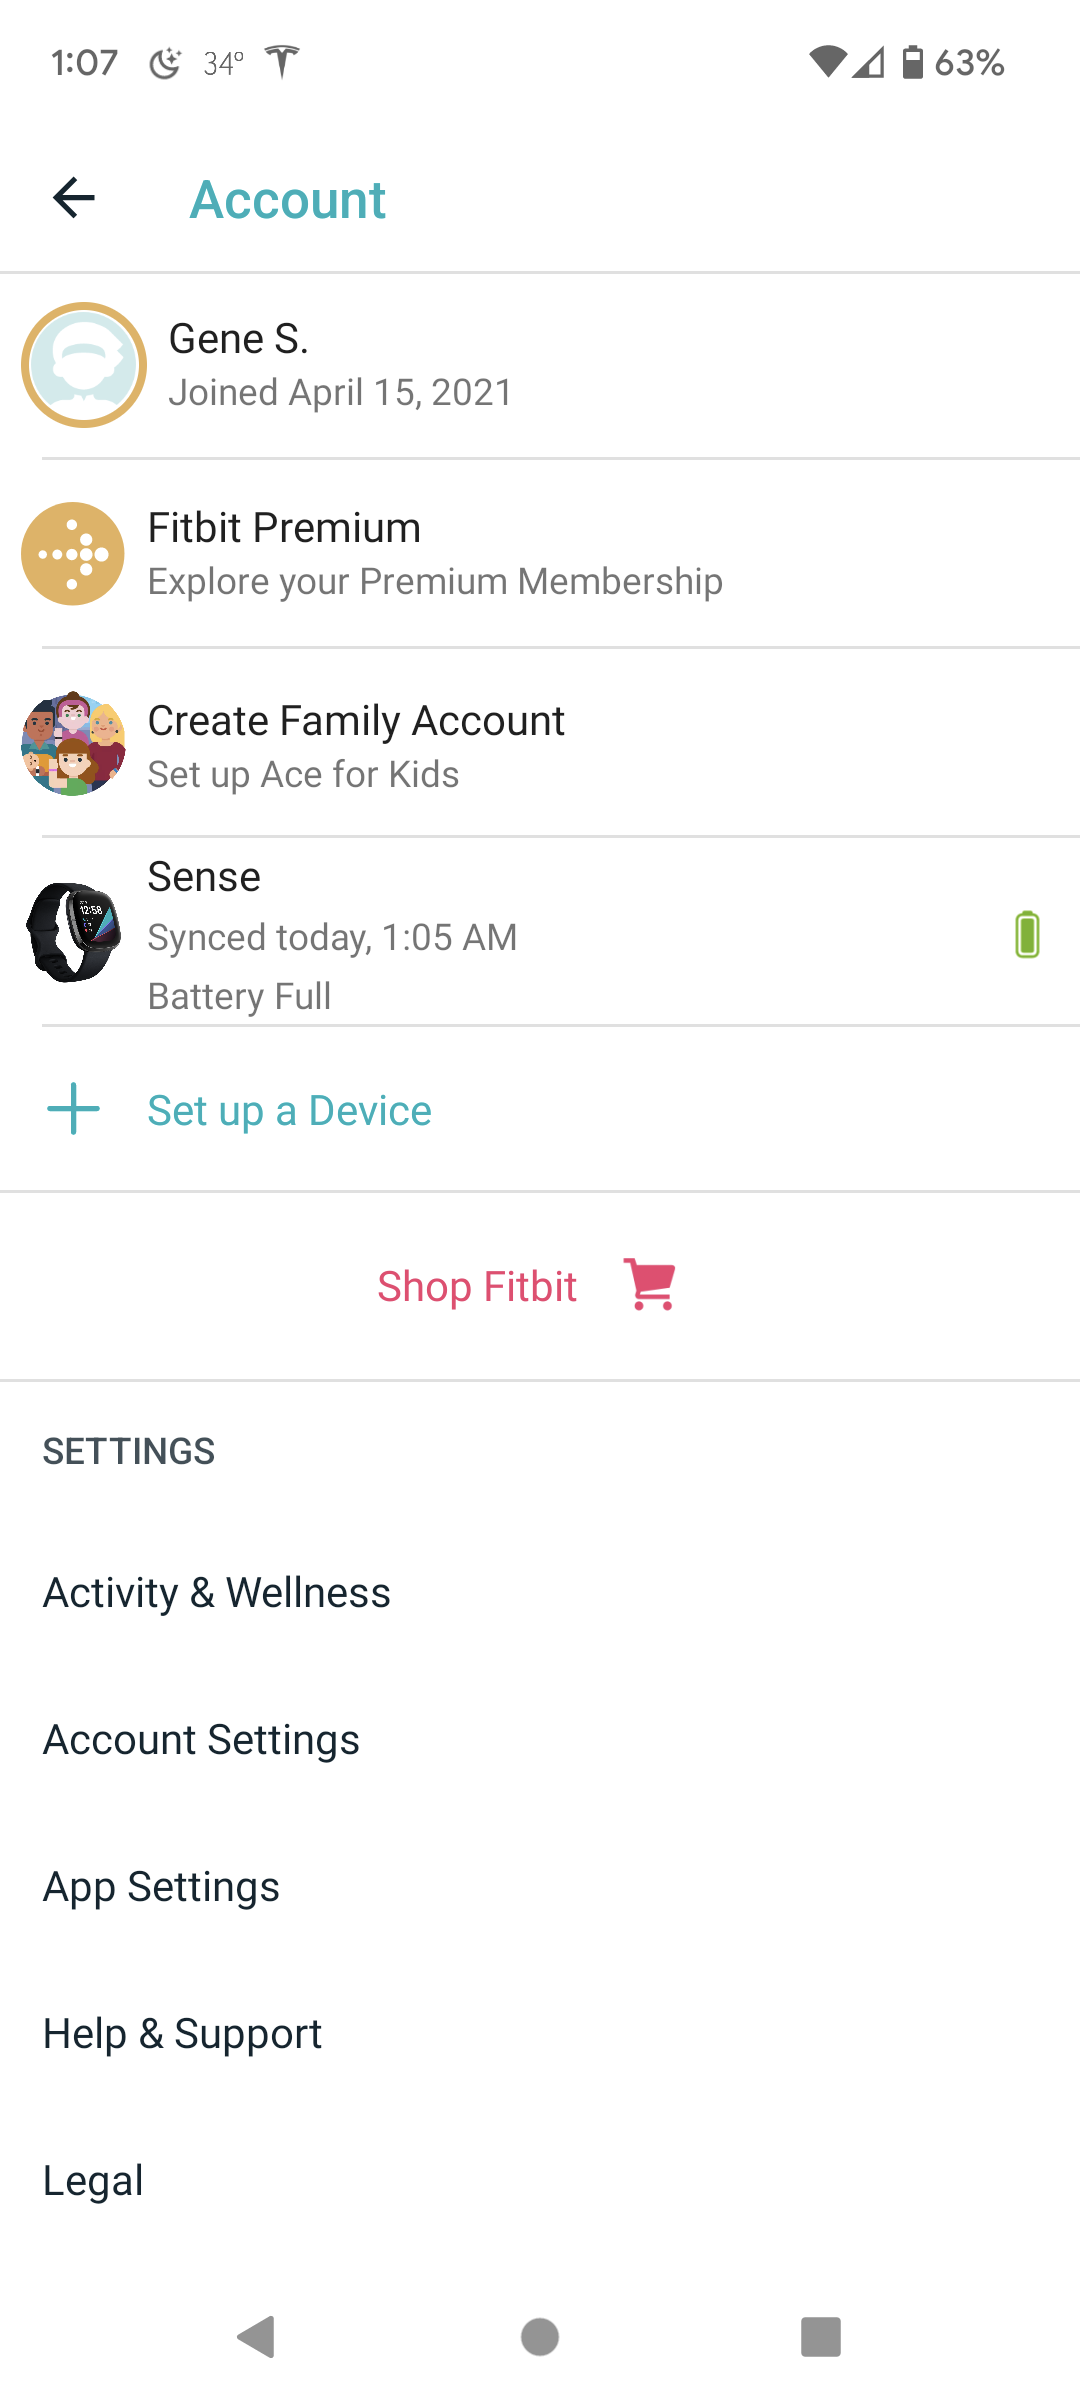 1:07 34° 63%
Account
Gene S.
Joined April 15, 2021
Fitbit Premium
Explore your Premium Membership
Create Family Account
Set up Ace for Kids
12:58
Sense
Synced today, 1:05 AM
Battery Full
Set up a Device
Shop Fitbit
SETTINGS
Activity & Wellness
Account Settings
App Settings
Help & Support
Legal